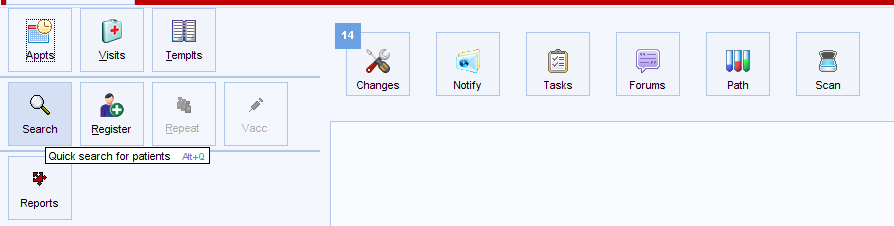 Appts
Visits
Templts
14
Changes
Notify
Tasks
Forums
Path
Scan
Search
Register
Repeat
Vacc
Quick search for patients Alt+Q
Reports